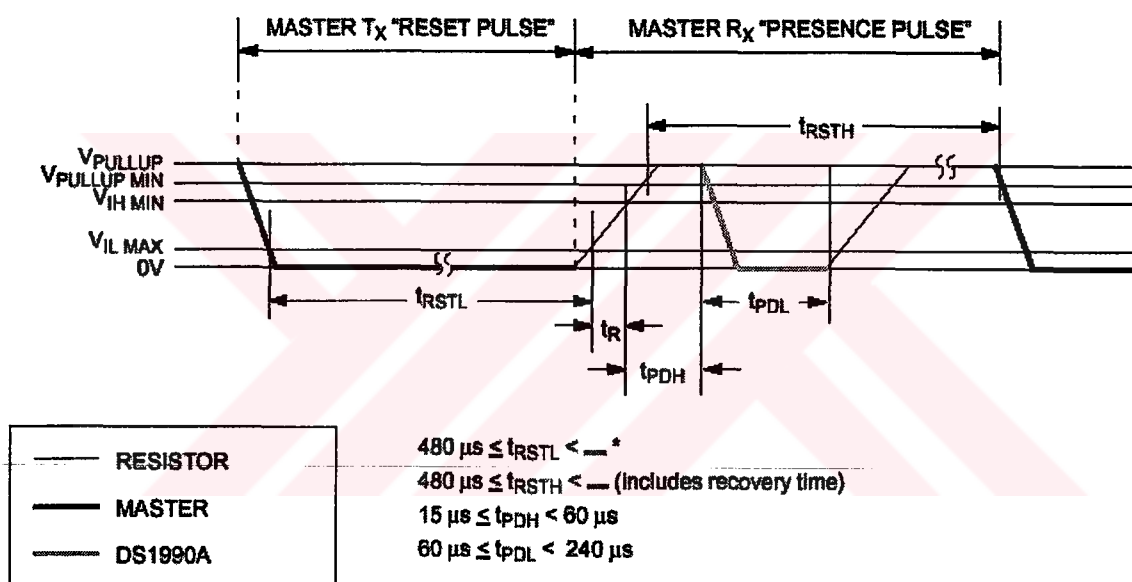 MASTER TX "RESET PULSE" MASTER RX "PRESENCE PULSE"
tRSTH
VPULLUP
VPULLUP MIN
VIH MIN
VIL MAX
0V
tRSTL
tPDL
tR
tPDH
RESISTOR
MASTER
DS1990A
480 μs ≤ tRSTL < — *
480 μs ≤ tRSTH < — (includes recovery time)
15 μs ≤ tPDH < 60 μs
60 μs ≤ tPDL < 240 μs